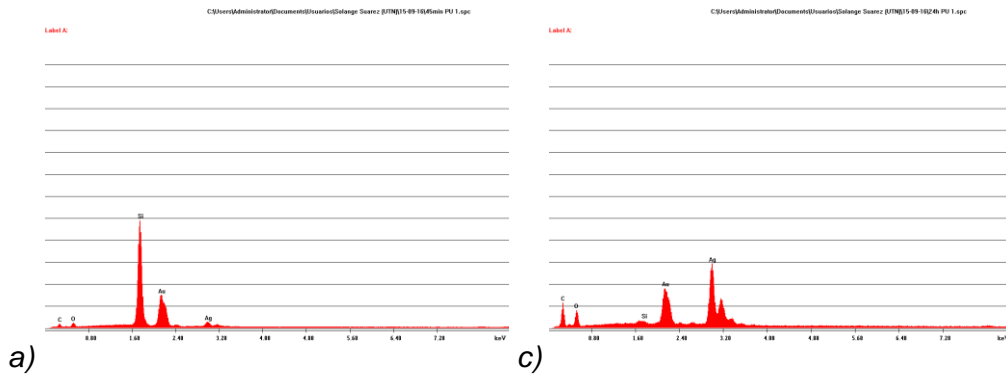 C:\Users\Administrator\Documents\Usuarios\Solange Suarez (UTN)\15-09-16\45min PU 1.spc
Label A:
Si
Au
Ag
C
O
0.80 1.60 2.40 3.20 4.00 4.80 5.60 6.40 7.20 keV
a)
C:\Users\Administrator\Documents\Usuarios\Solange Suarez (UTN)\15-09-16\24h PU 1.spc
Label A:
Ag
Au
C
O
Si
0.80 1.60 2.40 3.20 4.00 4.80 5.60 6.40 7.20 keV
c)